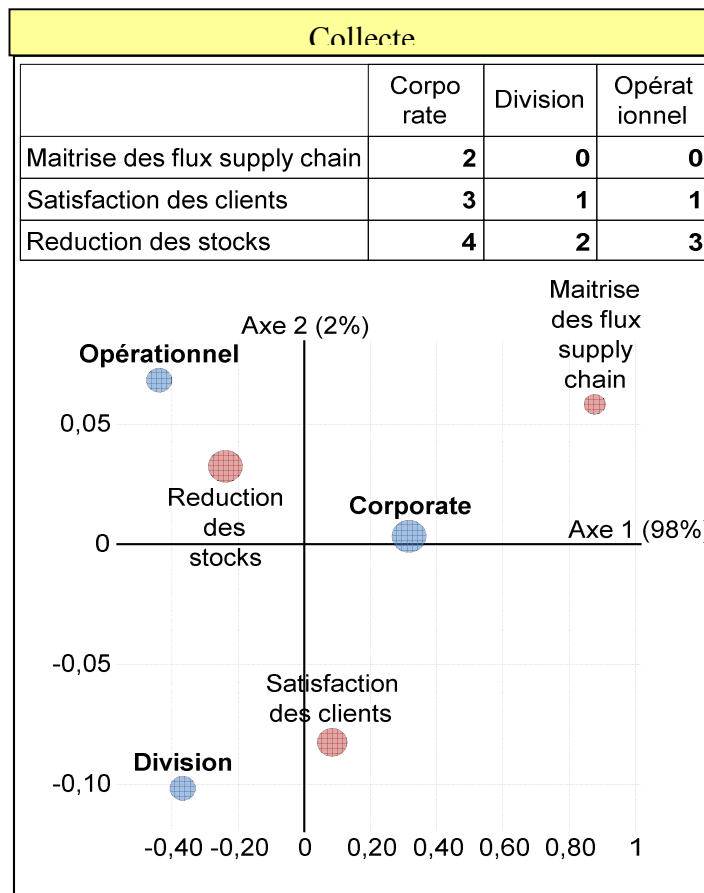 Collecte
Corpo
rate
Division
Opérat
ionnel
Maitrise des flux supply chain 2 0 0
Satisfaction des clients 3 1 1
Reduction des stocks 4 2 3
Maitrise
des flux
supply
chain
Axe 2 (2%)
Opérationnel
0,05
Reduction
des
stocks
Corporate
Axe 1 (98%)
0
-0,05
Satisfaction
des clients
Division
-0,10
-0,40 -0,20 0 0,20 0,40 0,60 0,80 1